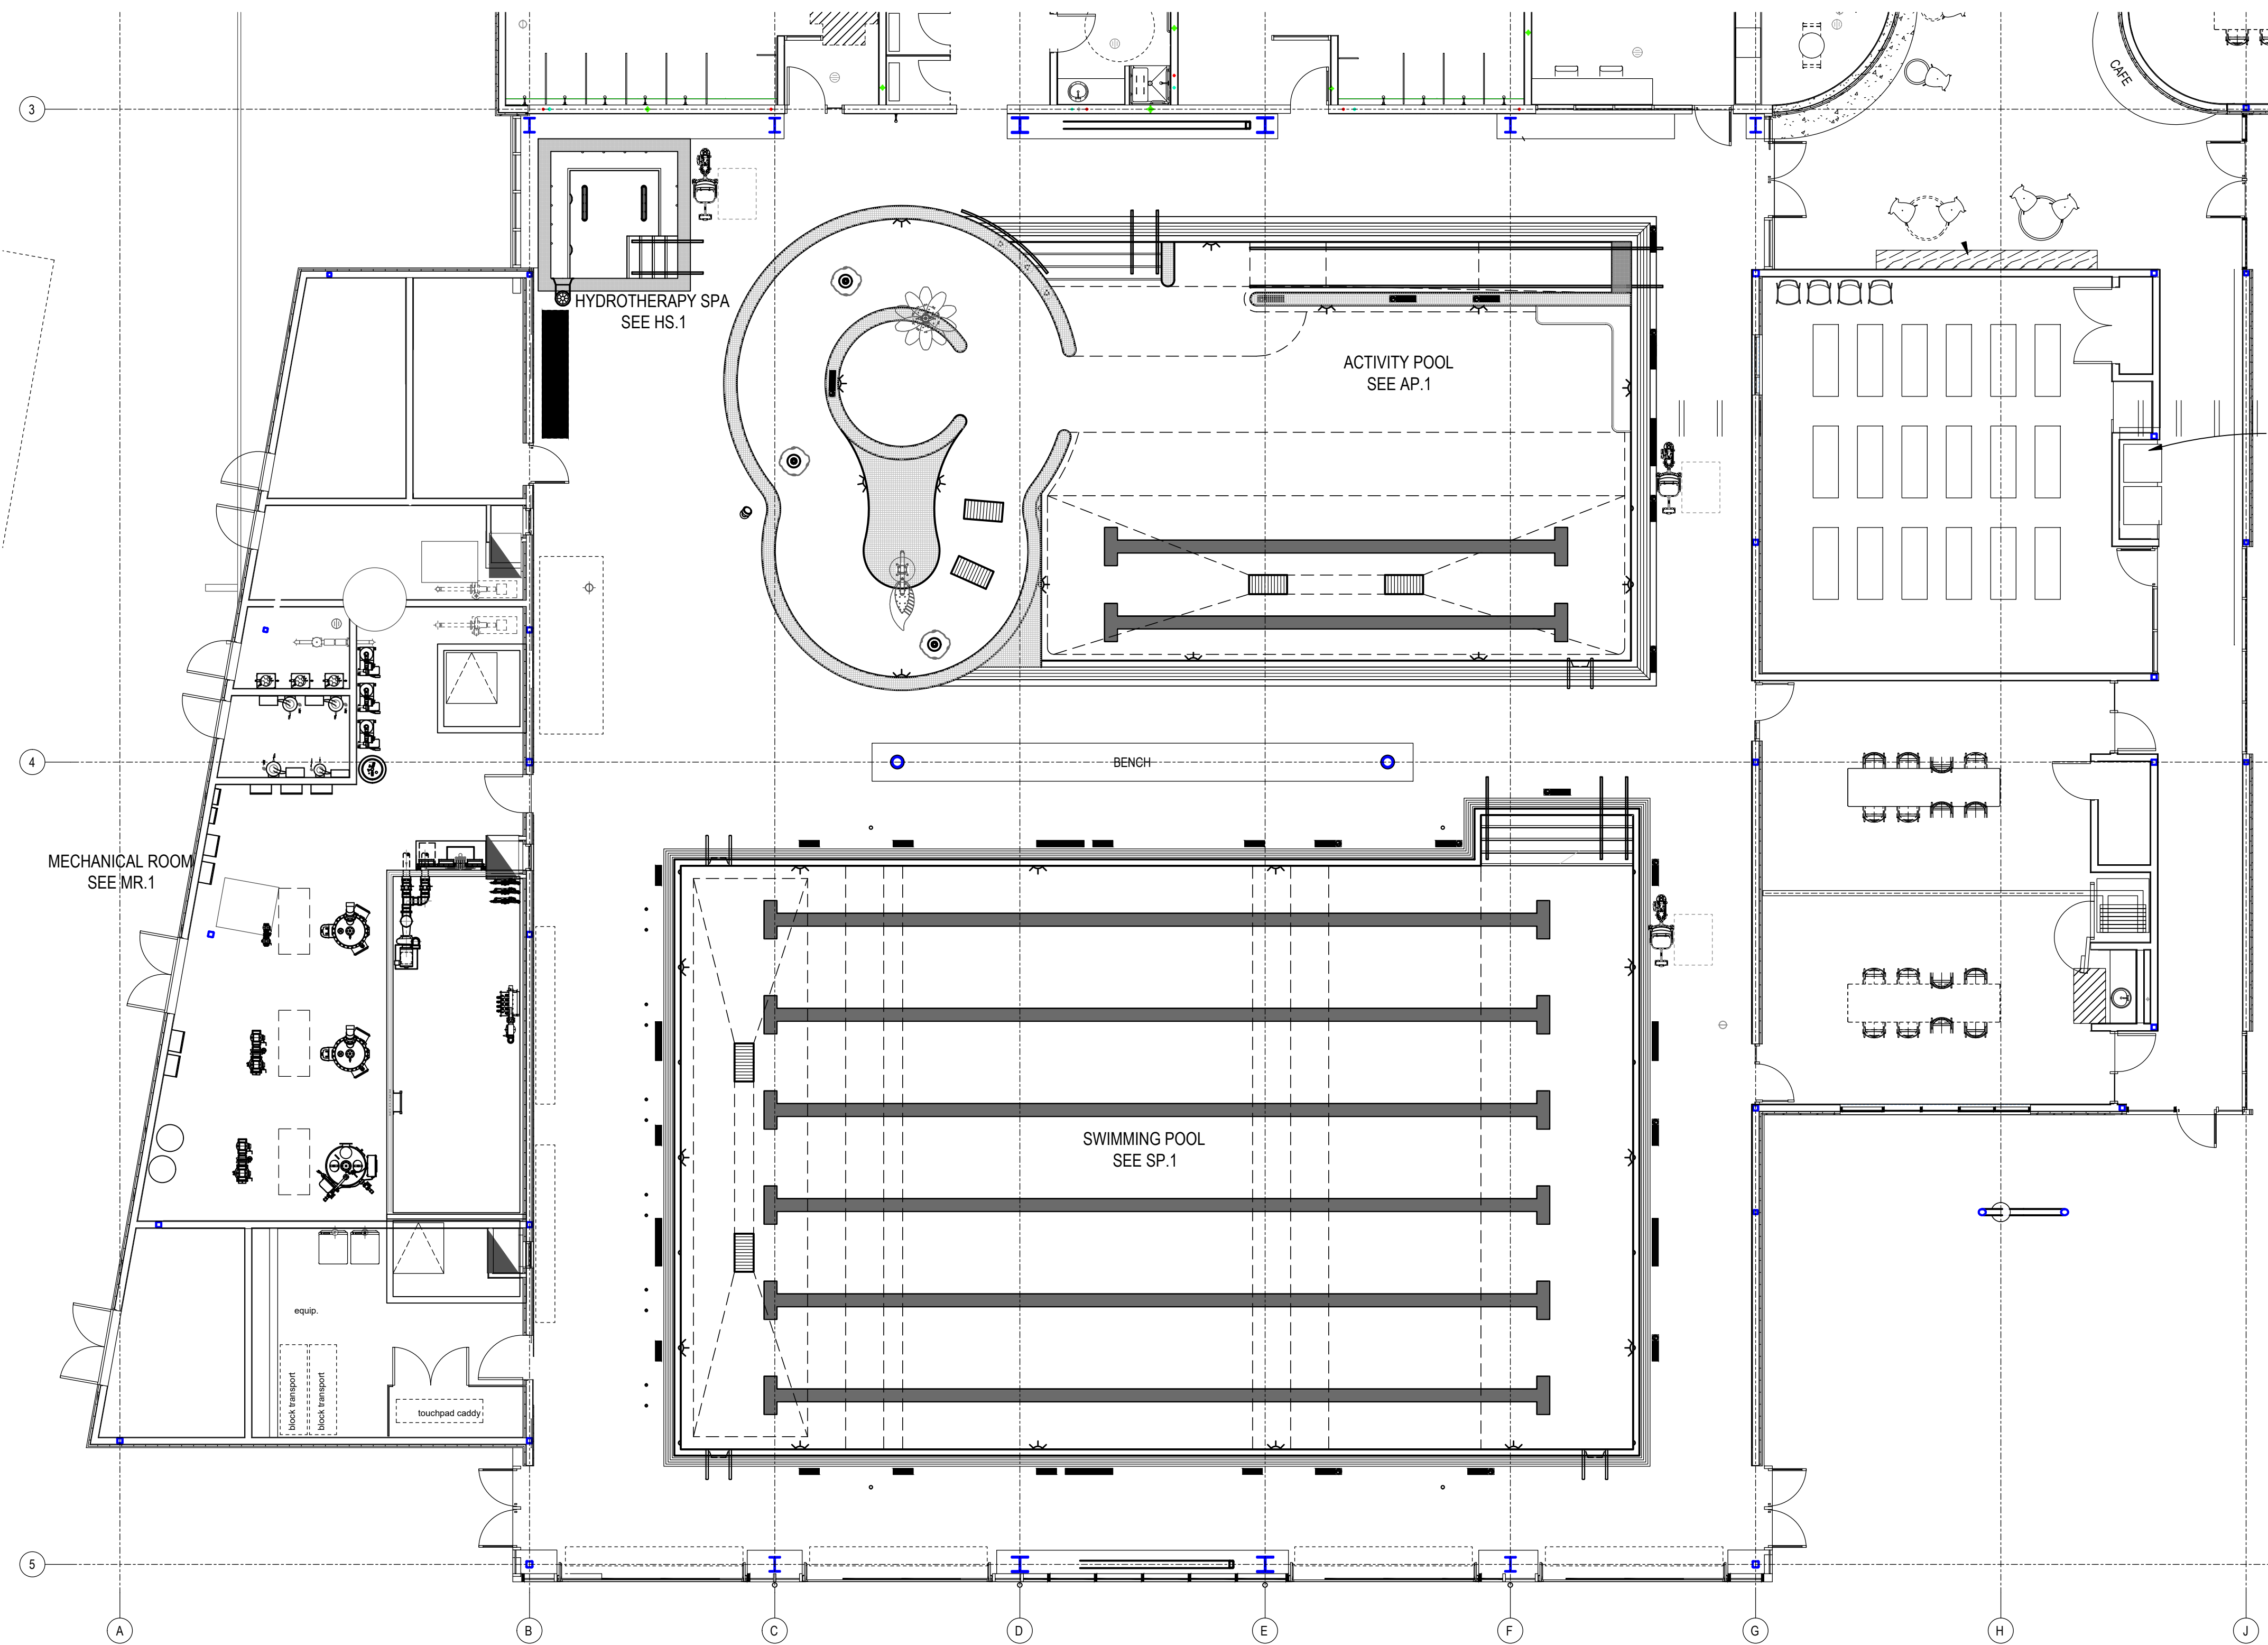 3
CAFE
HYDROTHERAPY SPA
SEE HS.1
ACTIVITY POOL
SEE AP.1
4
BENCH
MECHANICAL ROOM
SEE MR.1
SWIMMING POOL
SEE SP.1
equip.
block transport
block transport
touchpad caddy
5
A
B
C
D
E
F
G
H
J